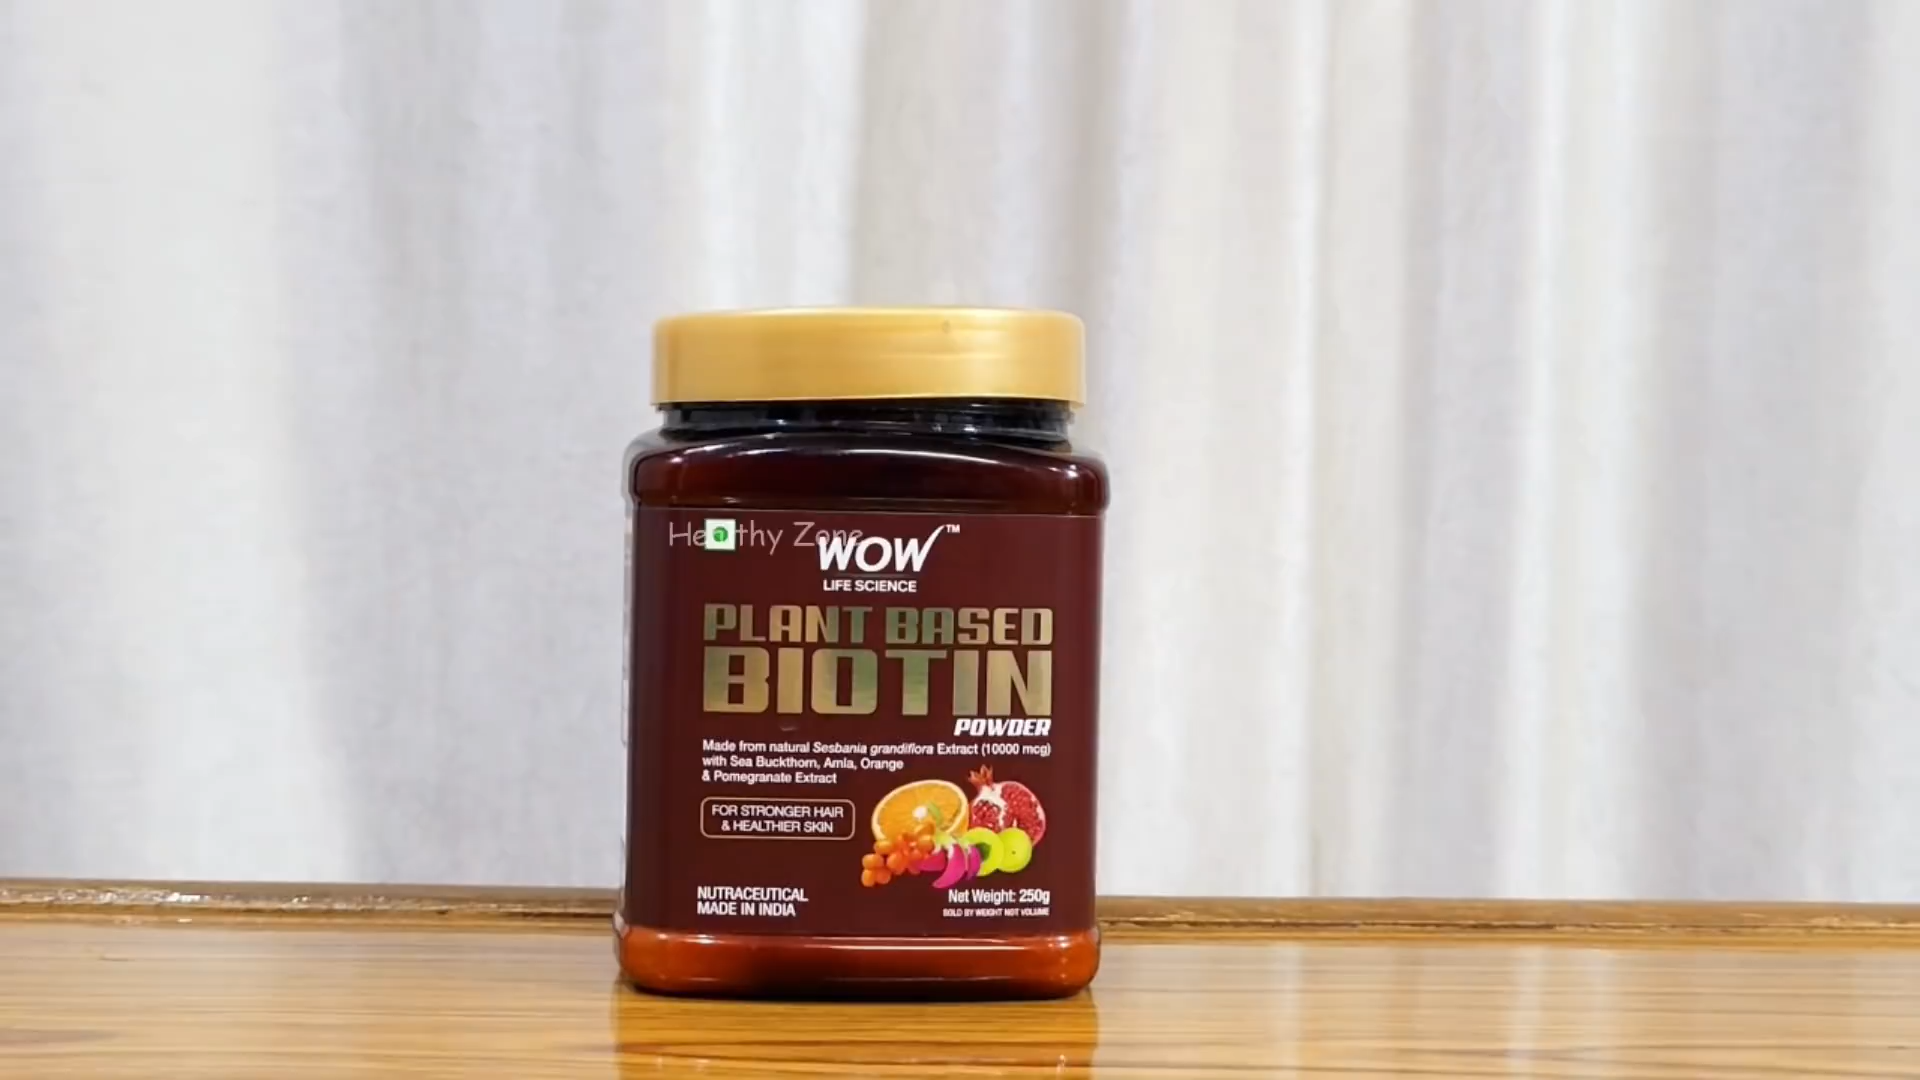 Healthy Zone
WOW™
LIFE SCIENCE
PLANT BASED
BIOTIN
POWDER
Made from natural Sesbania grandiflora Extract (10000 mcg)
with Sea Buckthorn, Amla, Orange
& Pomegranate Extract
FOR STRONGER HAIR
& HEALTHIER SKIN
NUTRACEUTICAL
MADE IN INDIA
Net Weight: 250g
SOLD BY WEIGHT NOT VOLUME